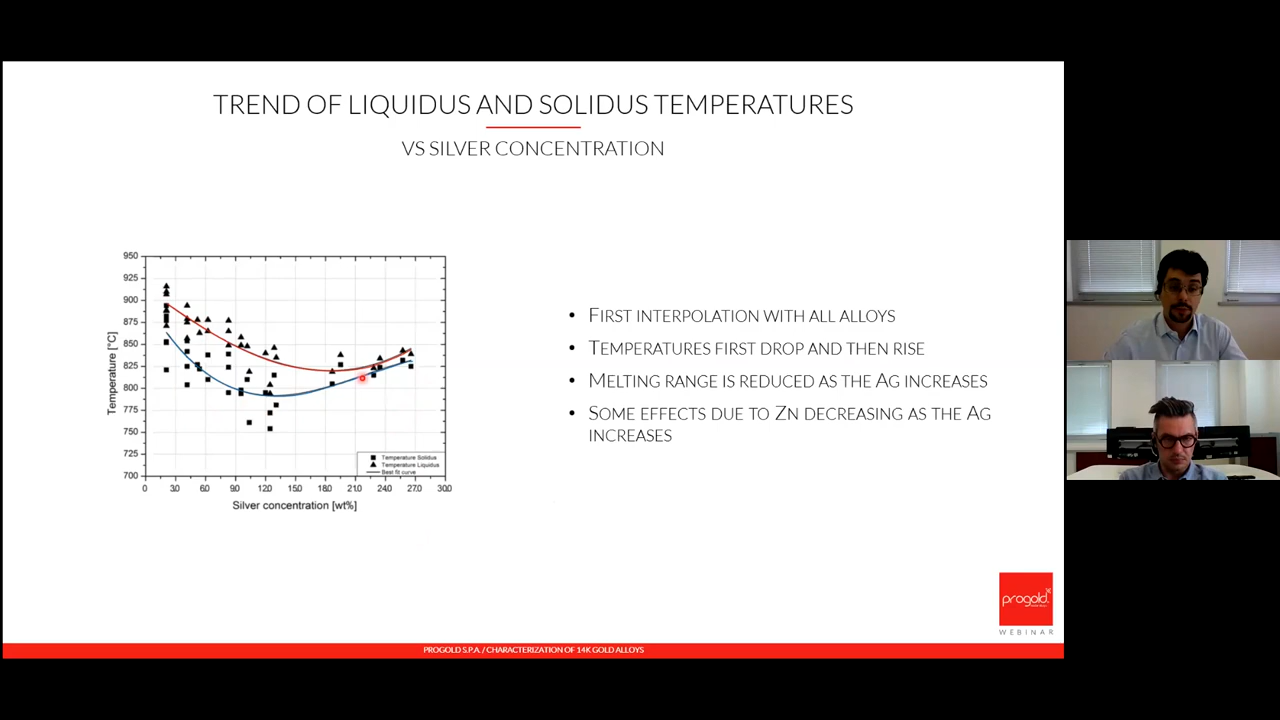 TREND OF LIQUIDUS AND SOLIDUS TEMPERATURES
VS SILVER CONCENTRATION
950
925
900
875
850
825
800
775
750
725
700
Temperature [°C]
0 30 60 90 120 150 180 210 240 270 300
Silver concentration [wt%]
Temperature Solidus
Temperature Liquidus
Best fit curve
• FIRST INTERPOLATION WITH ALL ALLOYS
• TEMPERATURES FIRST DROP AND THEN RISE
• MELTING RANGE IS REDUCED AS THE AG INCREASES
• SOME EFFECTS DUE TO ZN DECREASING AS THE AG
INCREASES
progold
WEBINAR
PROGOLD S.P.A. / CHARACTERIZATION OF 14K GOLD ALLOYS